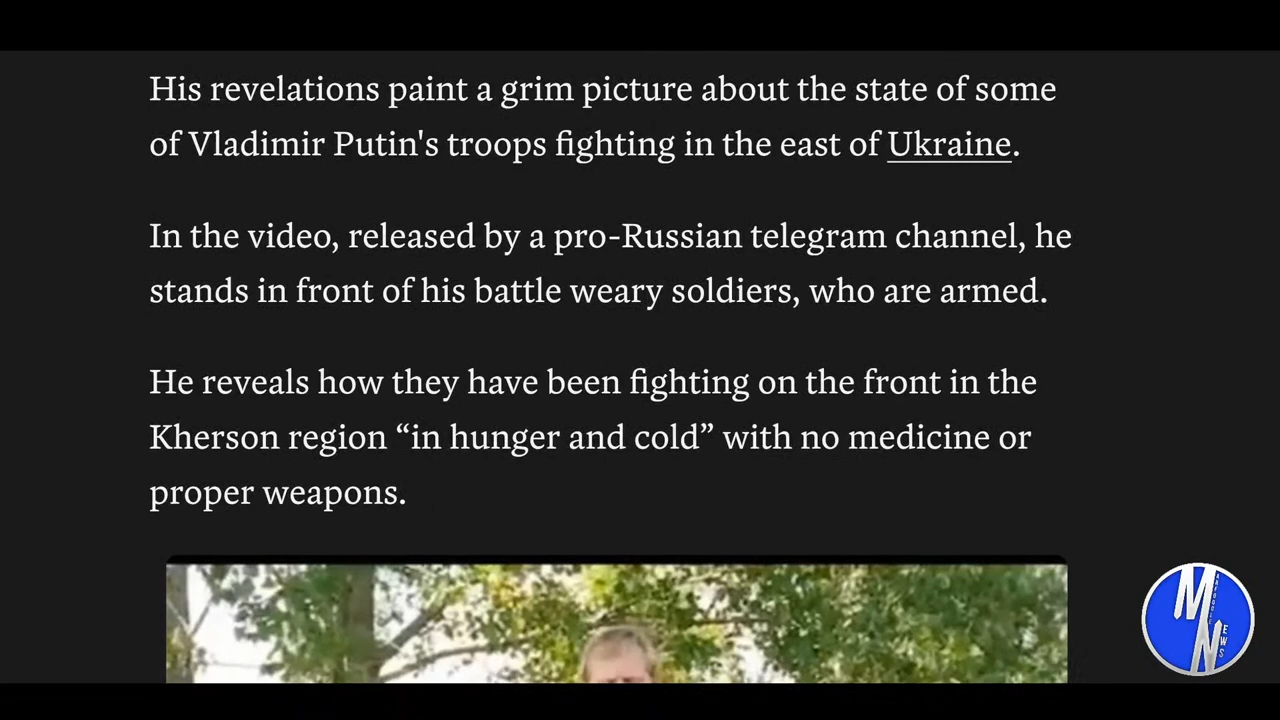 His revelations paint a grim picture about the state of some
of Vladimir Putin's troops fighting in the east of Ukraine.
In the video, released by a pro-Russian telegram channel, he
stands in front of his battle weary soldiers, who are armed.
He reveals how they have been fighting on the front in the
Kherson region “in hunger and cold” with no medicine or
proper weapons.
M
N
EWS